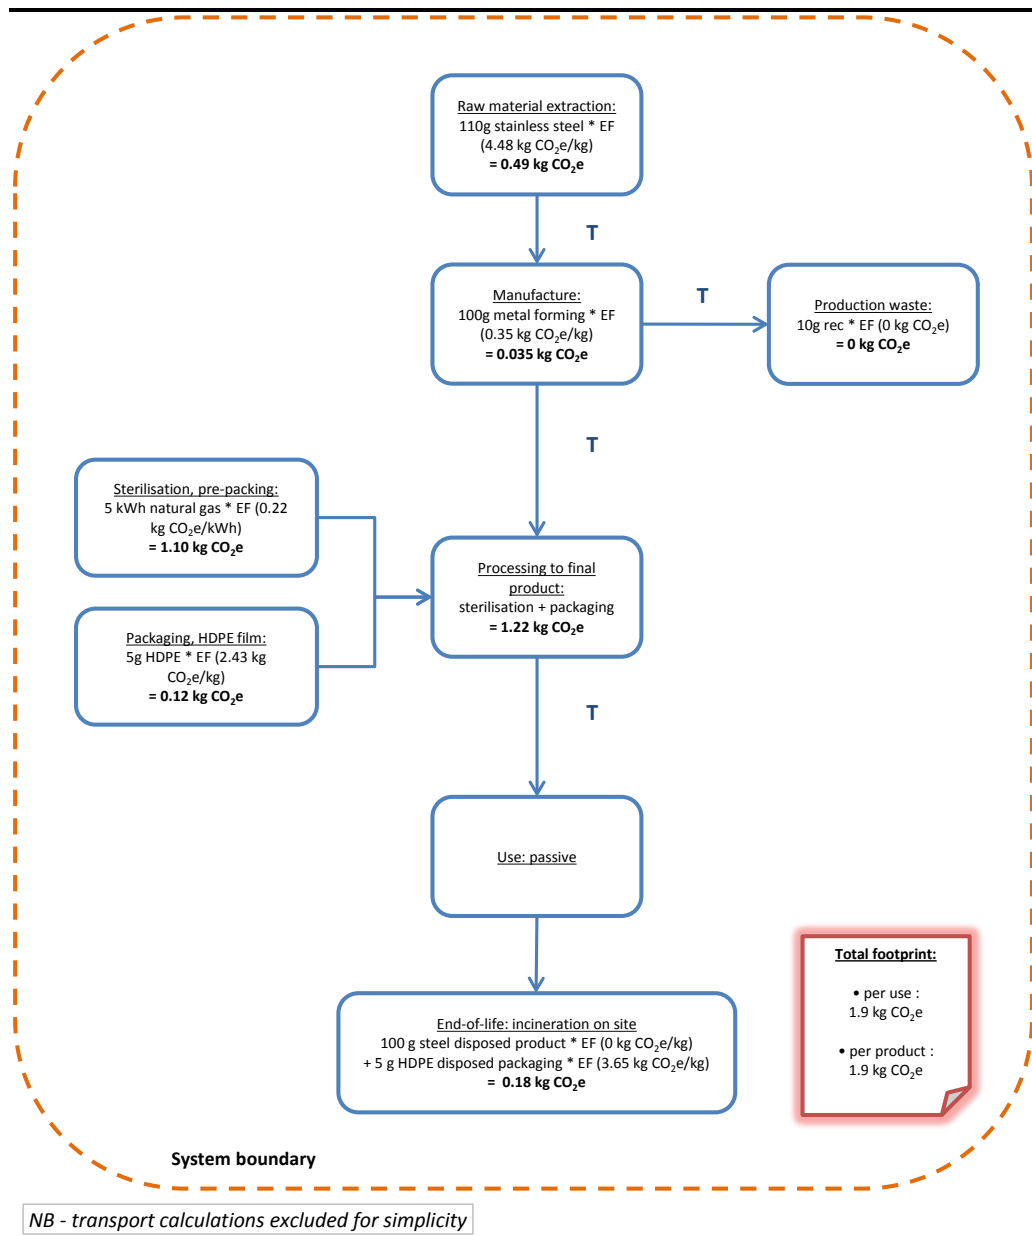 Raw material extraction:
110g stainless steel * EF
(4.48 kg CO₂e/kg)
= 0.49 kg CO₂e
T
Manufacture:
100g metal forming * EF
(0.35 kg CO₂e/kg)
= 0.035 kg CO₂e
T
Production waste:
10g rec * EF (0 kg CO₂e)
= 0 kg CO₂e
T
Sterilisation, pre-packing:
5 kWh natural gas * EF (0.22
kg CO₂e/kWh)
= 1.10 kg CO₂e
Packaging, HDPE film:
5g HDPE * EF (2.43 kg
CO₂e/kg)
= 0.12 kg CO₂e
Processing to final
product:
sterilisation + packaging
= 1.22 kg CO₂e
T
Use: passive
End-of-life: incineration on site
100 g steel disposed product * EF (0 kg CO₂e/kg)
+ 5 g HDPE disposed packaging * EF (3.65 kg CO₂e/kg)
= 0.18 kg CO₂e
Total footprint:
• per use :
1.9 kg CO₂e
• per product :
1.9 kg CO₂e
System boundary
NB - transport calculations excluded for simplicity